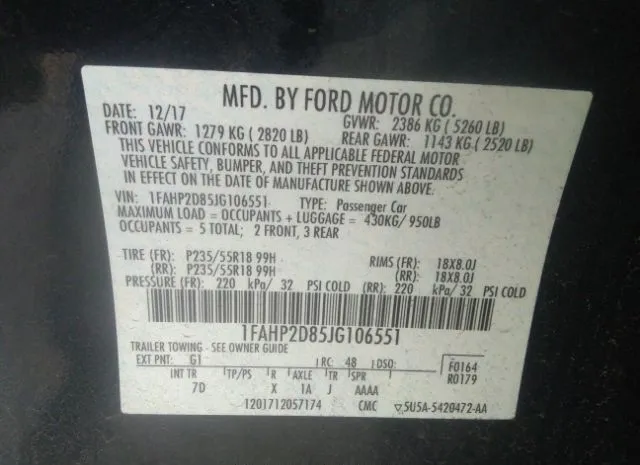 MFD. BY FORD MOTOR CO.
DATE: 12/17 GVWR: 2386 KG ( 5260 LB)
FRONT GAWR: 1279 KG ( 2820 LB) REAR GAWR: 1143 KG ( 2520 LB)
THIS VEHICLE CONFORMS TO ALL APPLICABLE FEDERAL MOTOR
VEHICLE SAFETY, BUMPER, AND THEFT PREVENTION STANDARDS
IN EFFECT ON THE DATE OF MANUFACTURE SHOWN ABOVE.
VIN: 1FAHP2D85JG106551 TYPE: Passenger Car
MAXIMUM LOAD = OCCUPANTS + LUGGAGE = 430KG/ 950LB
OCCUPANTS = 5 TOTAL; 2 FRONT, 3 REAR
TIRE (FR): P235/55R18 99H RIMS (FR): 18X8.0J
(RR): P235/55R18 99H (RR): 18X8.0J
PRESSURE (FR): 220 kPa/ 32 PSI COLD (RR): 220 kPa/ 32 PSI COLD
1FAHP2D85JG106551
TRAILER TOWING - SEE OWNER GUIDE
EXT PNT: G1 RC: 48 DSO: F0164
INT TR TP/PS R AXLE TR SPR R0179
7D X 1A J AAAA
1201712057174 CMC 5U5A-5420472-AA